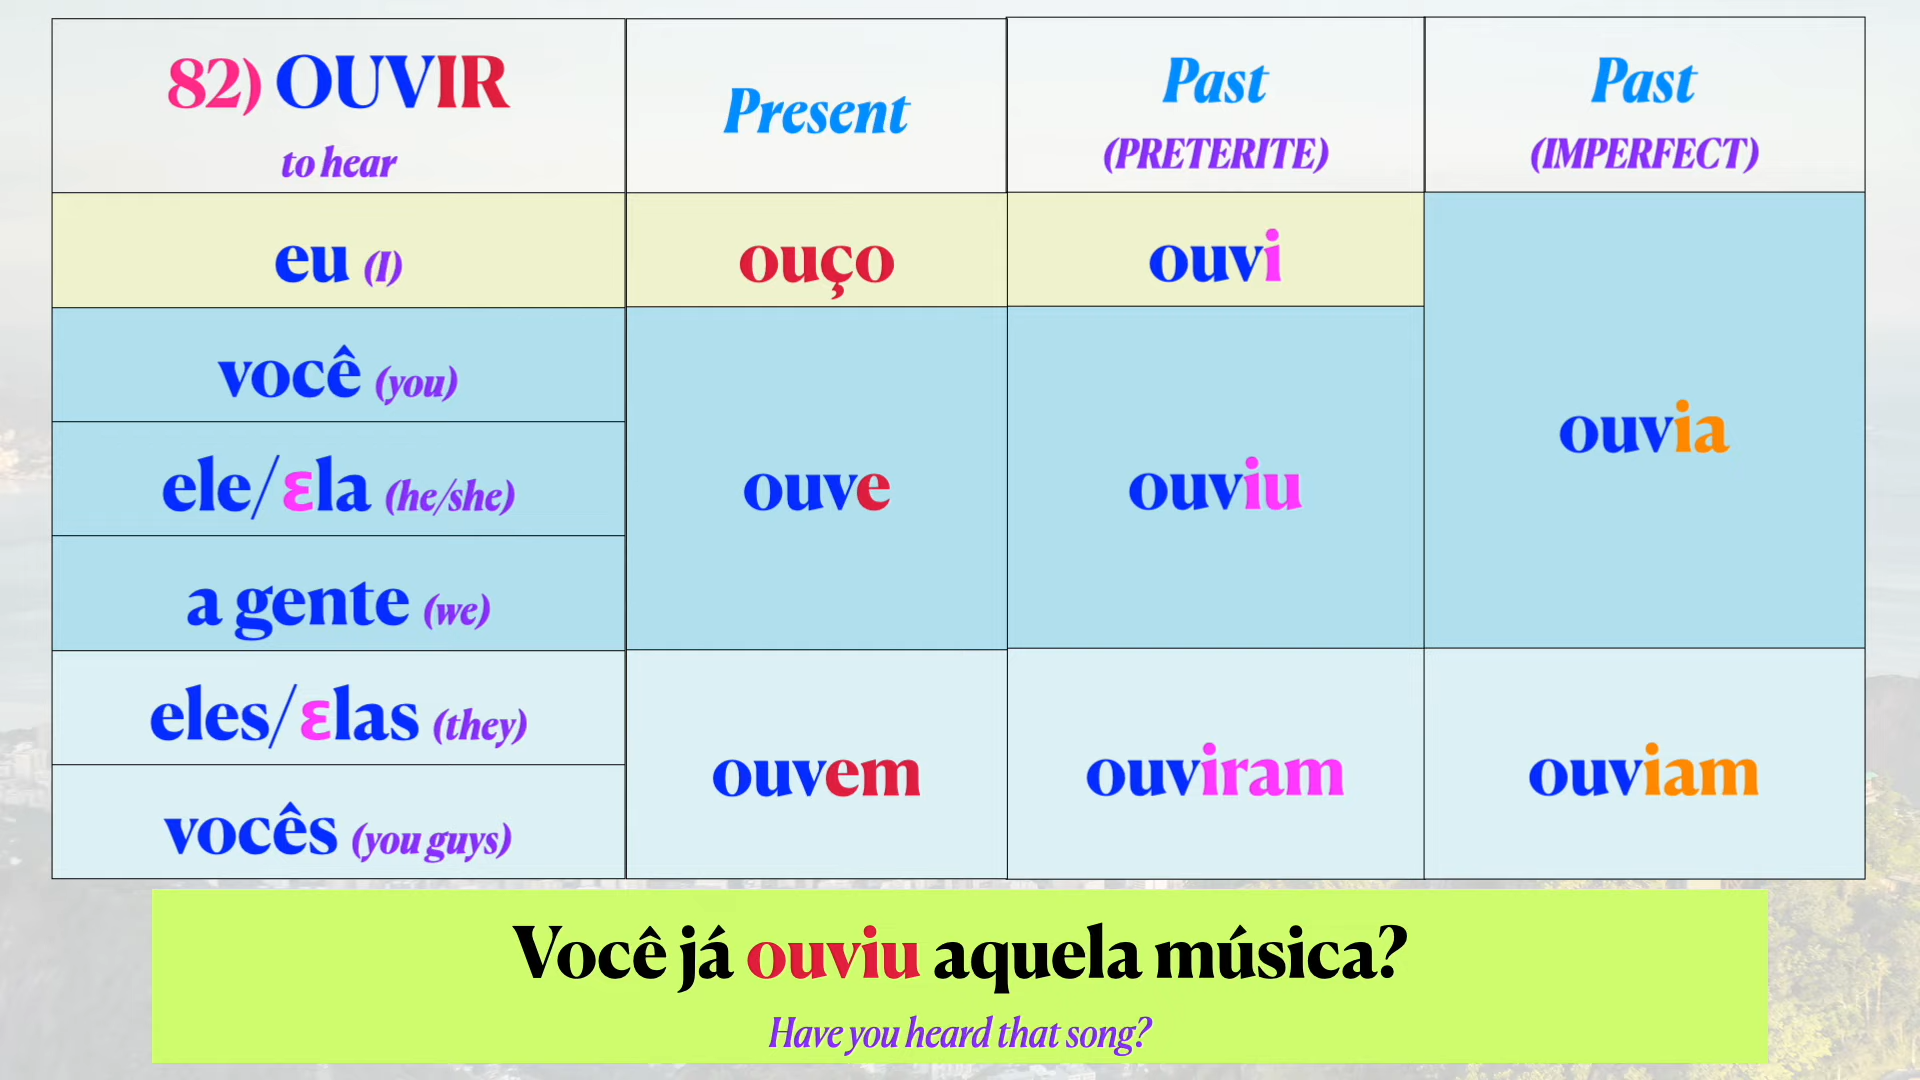 82) OUVIR
to hear
Present
Past
(PRETERITE)
Past
(IMPERFECT)
eu (I)
ouço
ouvi
ouvia
você (you)
ele/ɛla (he/she)
a gente (we)
ouve
ouviu
eles/ɛlas (they)
vocês (you guys)
ouvem
ouviram
ouviam
Você já ouviu aquela música?
Have you heard that song?